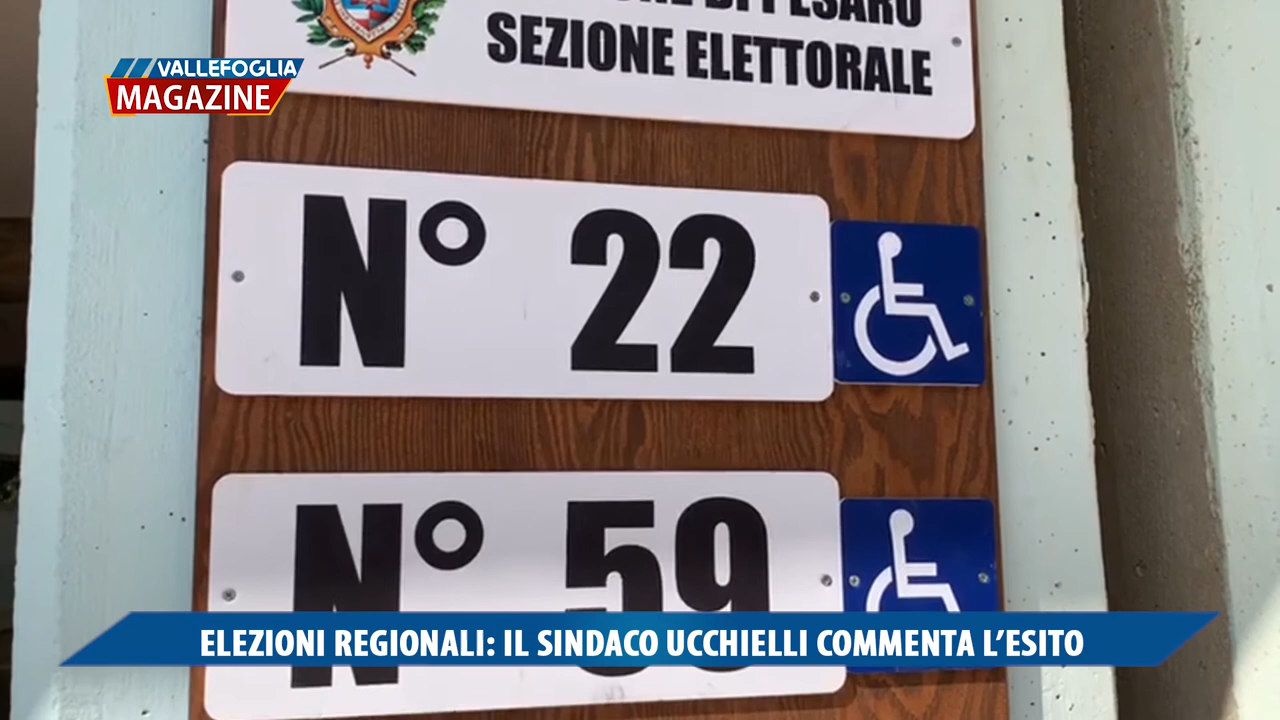 SEZIONE ELETTORALE
VALLEFOGLIA
MAGAZINE
N° 22
N° 59
ELEZIONI REGIONALI: IL SINDACO UCCHIELLI COMMENTA L'ESITO